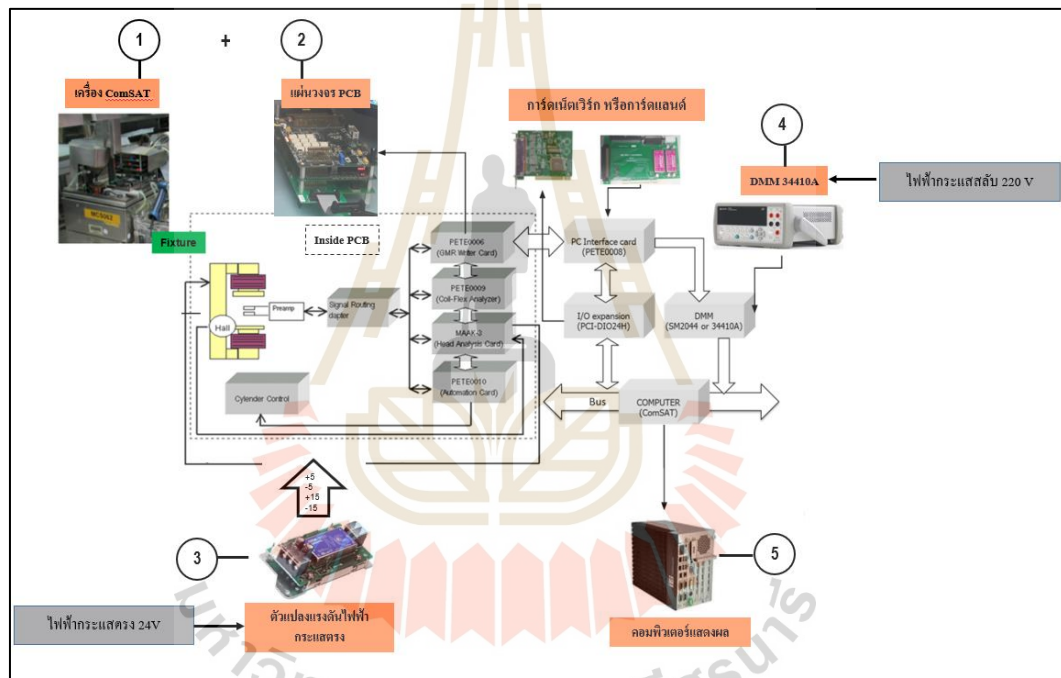 1
+
2
เครื่อง ComSAT
แผ่นวงจร PCB
การ์ดเน็ตเวิร์ก หรือการ์ดแลนด์
4
DMM 34410A
ไฟฟ้ากระแสสลับ 220 V
Fixture
Inside PCB
PETE0006
(GMR Writer Card)
PC Interface card
(PETE0008)
Hall
Preamp
Signal Routing
dapter
PETE0009
(Coil-Flex Analyzer)
I/O expansion
(PCI-DIO24H)
DMM
(SM2044 or 34410A)
MAAK-3
(Head Analysis Card)
PETE0010
(Automation Card)
Cylender Control
Bus
COMPUTER
(ComSAT)
+5
-5
+15
-15
3
5
ไฟฟ้ากระแสตรง 24V
ตัวแปลงแรงดันไฟฟ้า
กระแสตรง
คอมพิวเตอร์แสดงผล